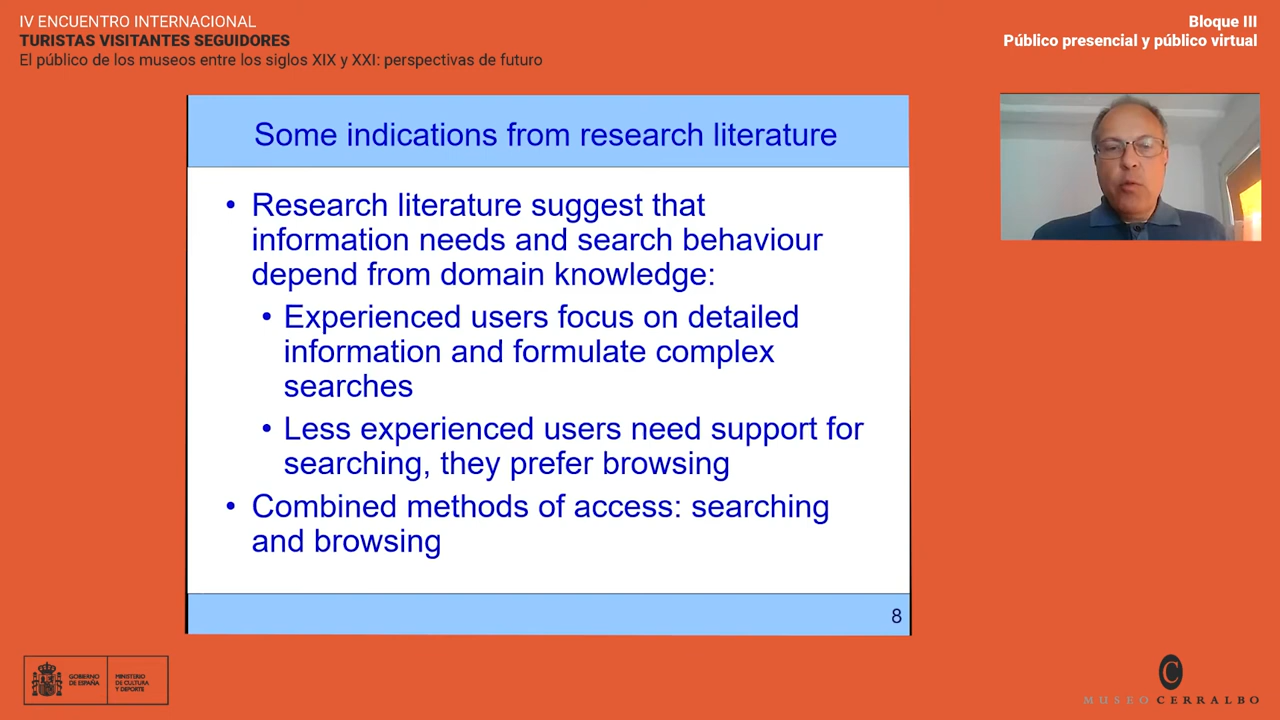 IV ENCUENTRO INTERNACIONAL
TURISTAS VISITANTES SEGUIDORES
El público de los museos entre los siglos XIX y XXI: perspectivas de futuro
Bloque III
Público presencial y público virtual
Some indications from research literature
• Research literature suggest that
information needs and search behaviour
depend from domain knowledge:
• Experienced users focus on detailed
information and formulate complex
searches
• Less experienced users need support for
searching, they prefer browsing
• Combined methods of access: searching
and browsing
8
GOBIERNO
DE ESPAÑA
MINISTERIO
DE CULTURA
Y DEPORTE
C
MUSEO CERRALBO